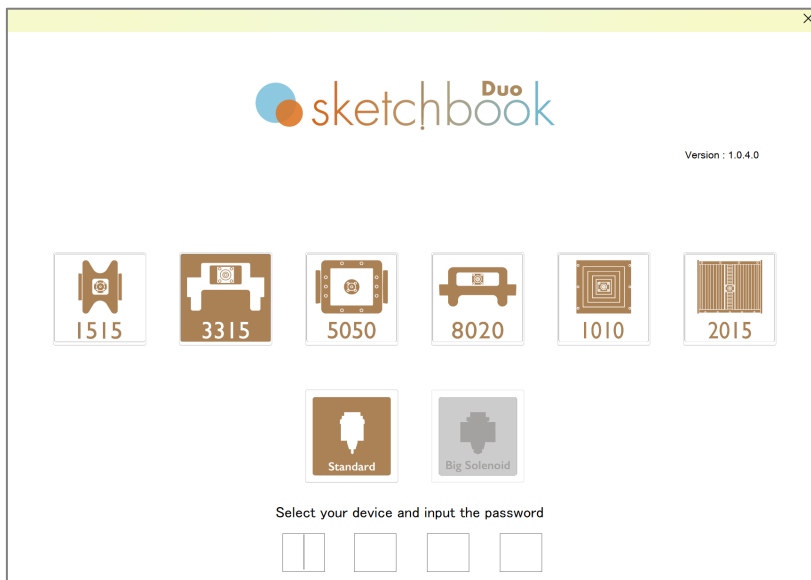 Duo
sketchbook
Version : 1.0.4.0
1515 3315 5050 8020 1010 2015
Standard Big Solenoid
Select your device and input the password